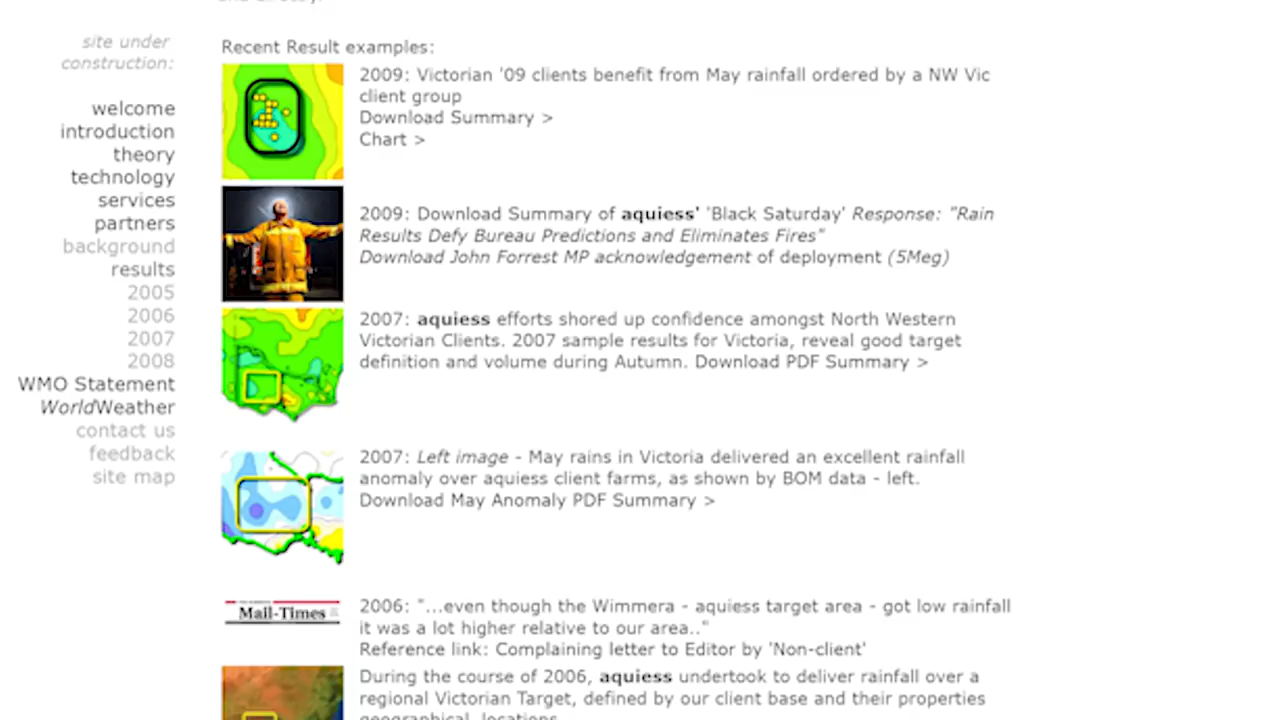 site under
construction:
welcome
introduction
theory
technology
services
partners
background
results
2005
2006
2007
2008
WMO Statement
WorldWeather
contact us
feedback
site map
Recent Result examples:
2009: Victorian '09 clients benefit from May rainfall ordered by a NW Vic
client group
Download Summary >
Chart >
2009: Download Summary of aquiess' 'Black Saturday' Response: "Rain
Results Defy Bureau Predictions and Eliminates Fires"
Download John Forrest MP acknowledgement of deployment (5Meg)
2007: aquiess efforts shored up confidence amongst North Western
Victorian Clients. 2007 sample results for Victoria, reveal good target
definition and volume during Autumn. Download PDF Summary >
2007: Left image - May rains in Victoria delivered an excellent rainfall
anomaly over aquiess client farms, as shown by BOM data - left.
Download May Anomaly PDF Summary >
Mail-Times
2006: "...even though the Wimmera - aquiess target area - got low rainfall
it was a lot higher relative to our area.."
Reference link: Complaining letter to Editor by 'Non-client'
During the course of 2006, aquiess undertook to deliver rainfall over a
regional Victorian Target, defined by our client base and their properties
geographical locations